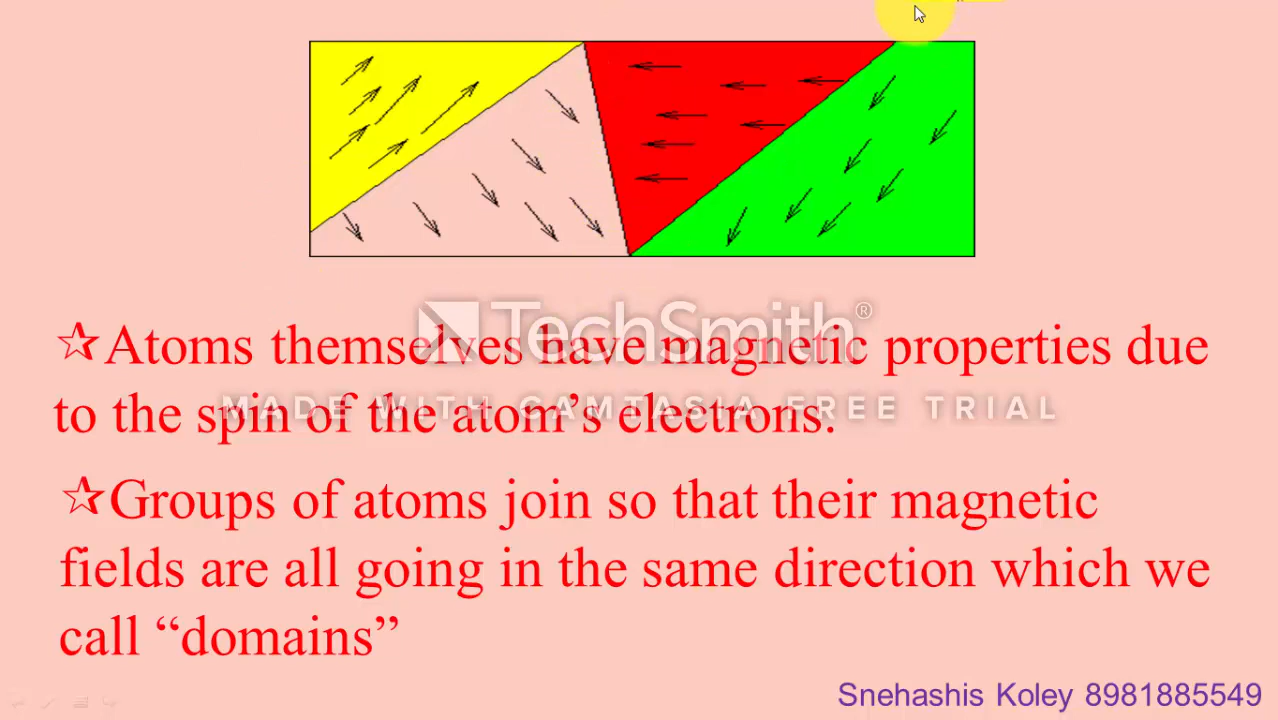 ☆Atoms themselves have magnetic properties due
to the spin of the atom’s electrons.
TechSmith®
MADE WITH CAMTASIA FREE TRIAL
☆Groups of atoms join so that their magnetic
fields are all going in the same direction which we
call “domains”
Snehashis Koley 8981885549